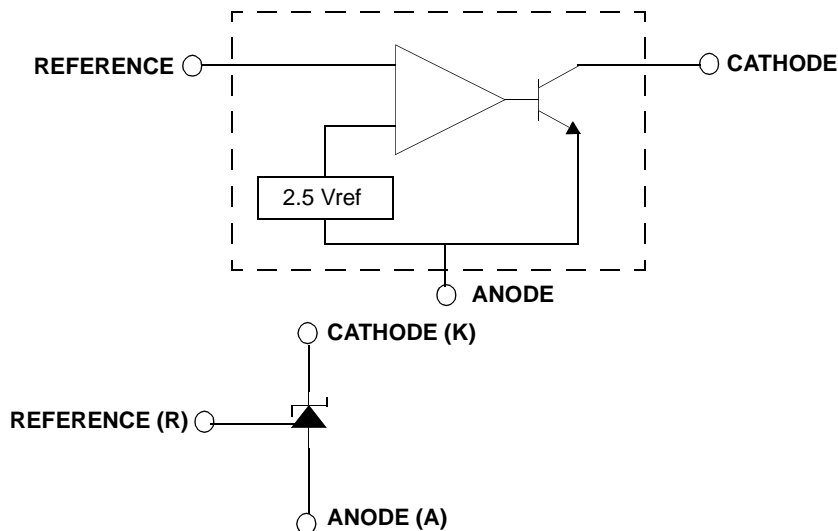 REFERENCE
CATHODE
2.5 Vref
ANODE
CATHODE (K)
REFERENCE (R)
ANODE (A)